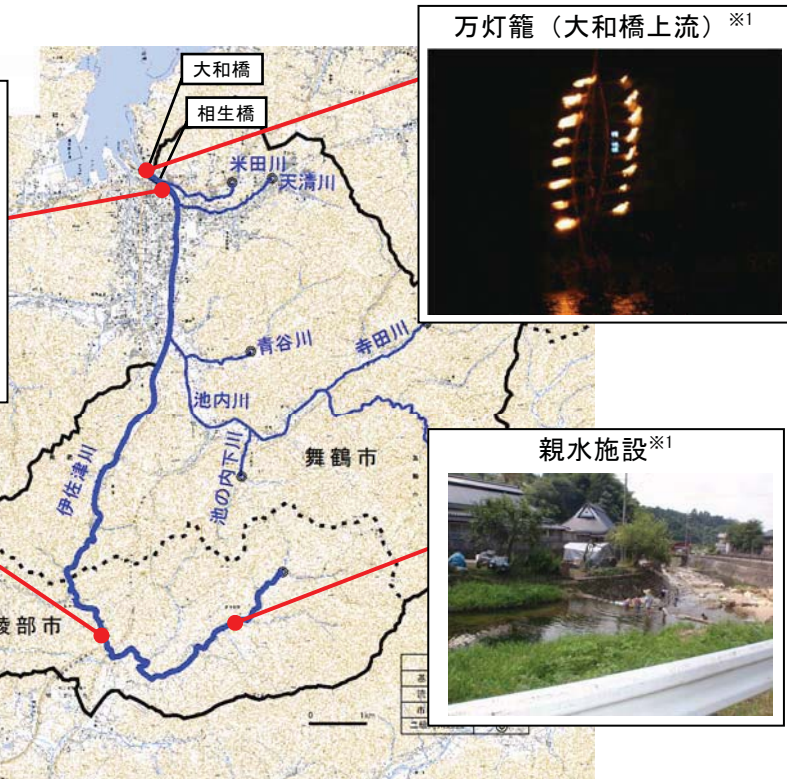 万灯籠（大和橋上流）※1
大和橋
相生橋
米田川
天清川
青谷川
寺田川
池内川
池の内下川
舞鶴市
伊佐津川
親水施設※1
綾部市
0 1km